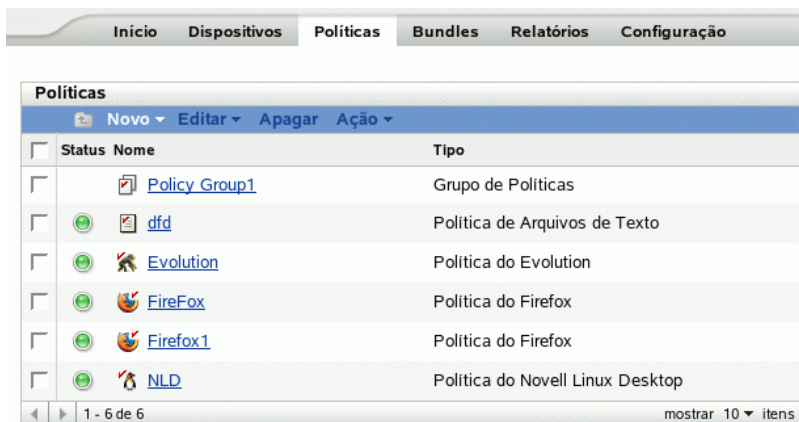 Início Dispositivos Políticas Bundles Relatórios Configuração
Políticas
Novo Editar Apagar Ação
Status Nome Tipo
Policy Group1 Grupo de Políticas
dfd Política de Arquivos de Texto
Evolution Política do Evolution
FireFox Política do Firefox
Firefox1 Política do Firefox
NLD Política do Novell Linux Desktop
1 - 6 de 6 mostrar 10 itens